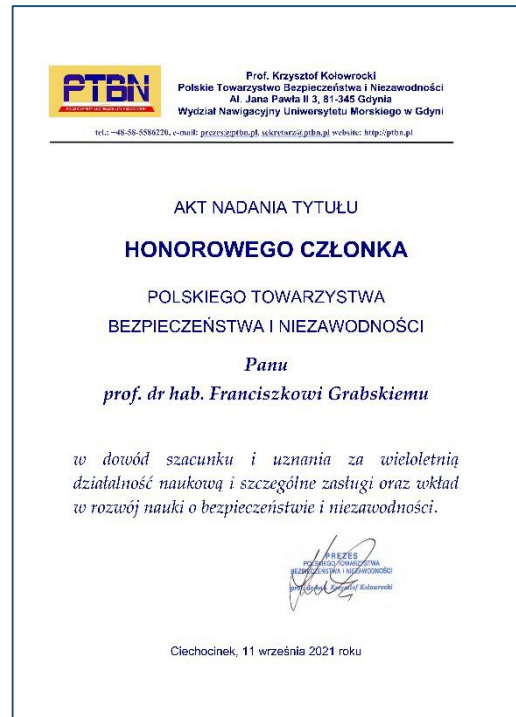 PTBN
Prof. Krzysztof Kołowrocki
Polskie Towarzystwo Bezpieczeństwa i Niezawodności
Al. Jana Pawła II 3, 81-345 Gdynia
Wydział Nawigacyjny Uniwersytetu Morskiego w Gdyni
tel.: +48-58-5586220, e-mail: prezes@ptbn.pl, sekretarz@ptbn.pl website: http://ptbn.pl
AKT NADANIA TYTUŁU
HONOROWEGO CZŁONKA
POLSKIEGO TOWARZYSTWA
BEZPIECZEŃSTWA I NIEZAWODNOŚCI
Panu
prof. dr hab. Franciszkowi Grabskiemu
w dowód szacunku i uznania za wieloletnią
działalność naukową i szczególne zasługi oraz wkład
w rozwój nauki o bezpieczeństwie i niezawodności.
PREZES
POLSKIEGO TOWARZYSTWA
BEZPIECZEŃSTWA I NIEZAWODNOŚCI
prof. dr hab. Krzysztof Kołowrocki
Ciechocinek, 11 września 2021 roku